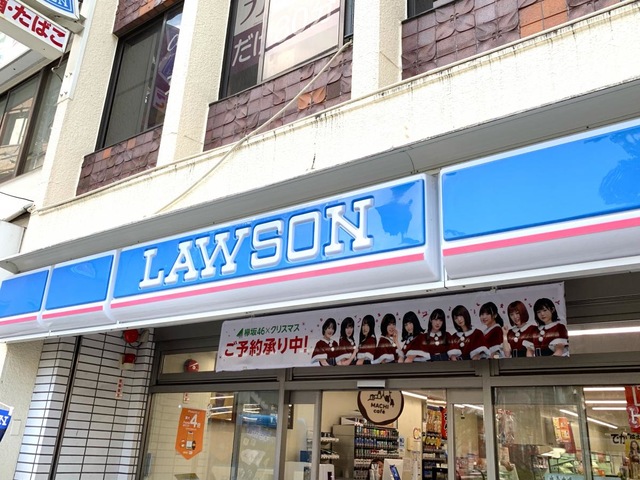 酒・たばこ
LAWSON
欅坂46×クリスマス
ご予約承り中!
MACHI
café